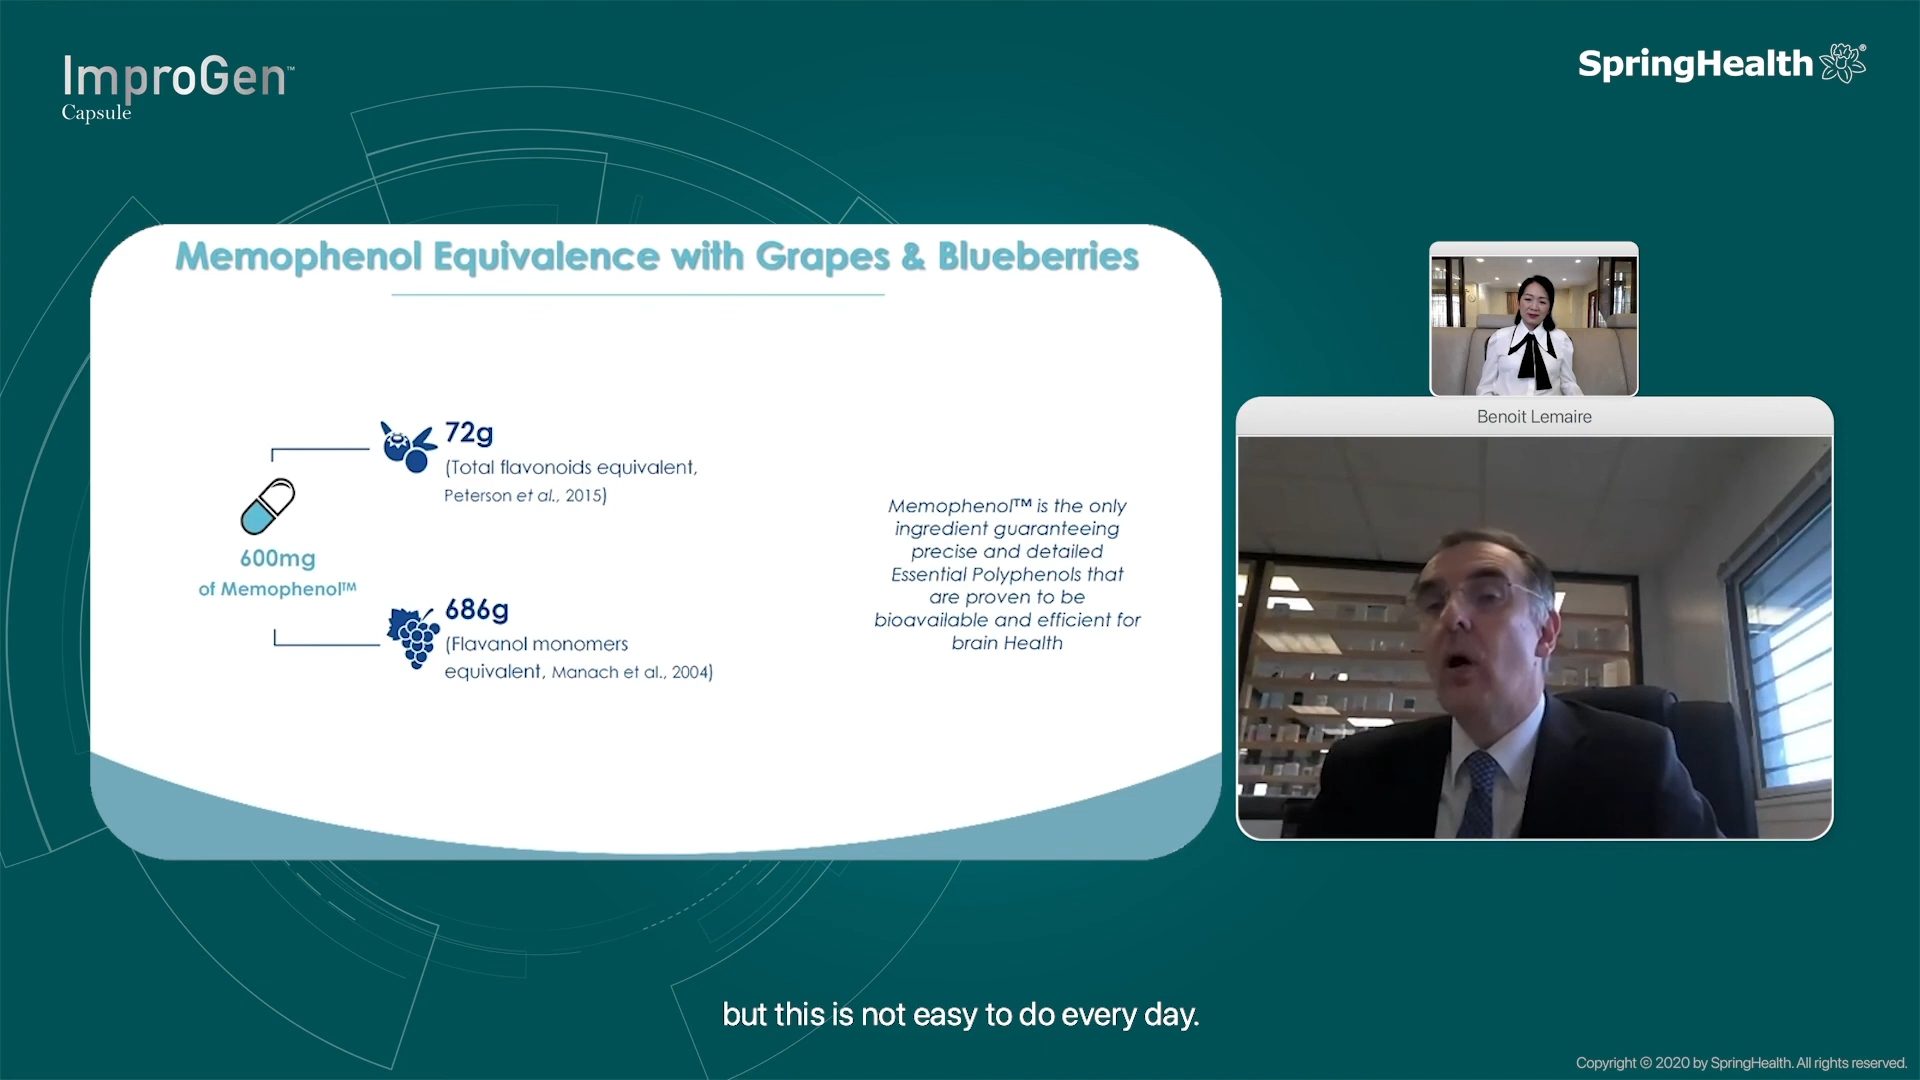 ImproGen™
Capsule
SpringHealth®
Memophenol Equivalence with Grapes & Blueberries
72g
(Total flavonoids equivalent,
Peterson et al., 2015)
600mg
of Memophenol™
686g
(Flavanol monomers
equivalent, Manach et al., 2004)
Memophenol™ is the only
ingredient guaranteeing
precise and detailed
Essential Polyphenols that
are proven to be
bioavailable and efficient for
brain Health
Benoit Lemaire
but this is not easy to do every day.
Copyright © 2020 by SpringHealth. All rights reserved.